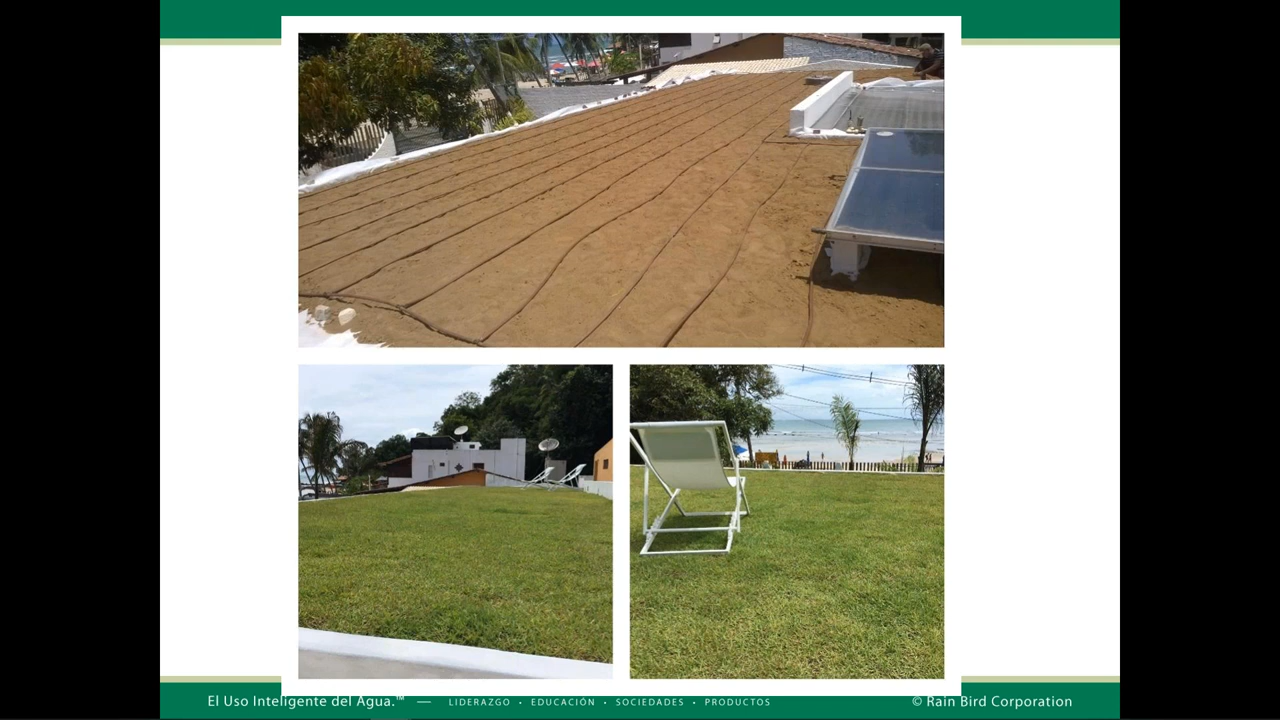 El Uso Inteligente del Agua.™ — LIDERAZGO • EDUCACIÓN • SOCIEDADES • PRODUCTOS © Rain Bird Corporation